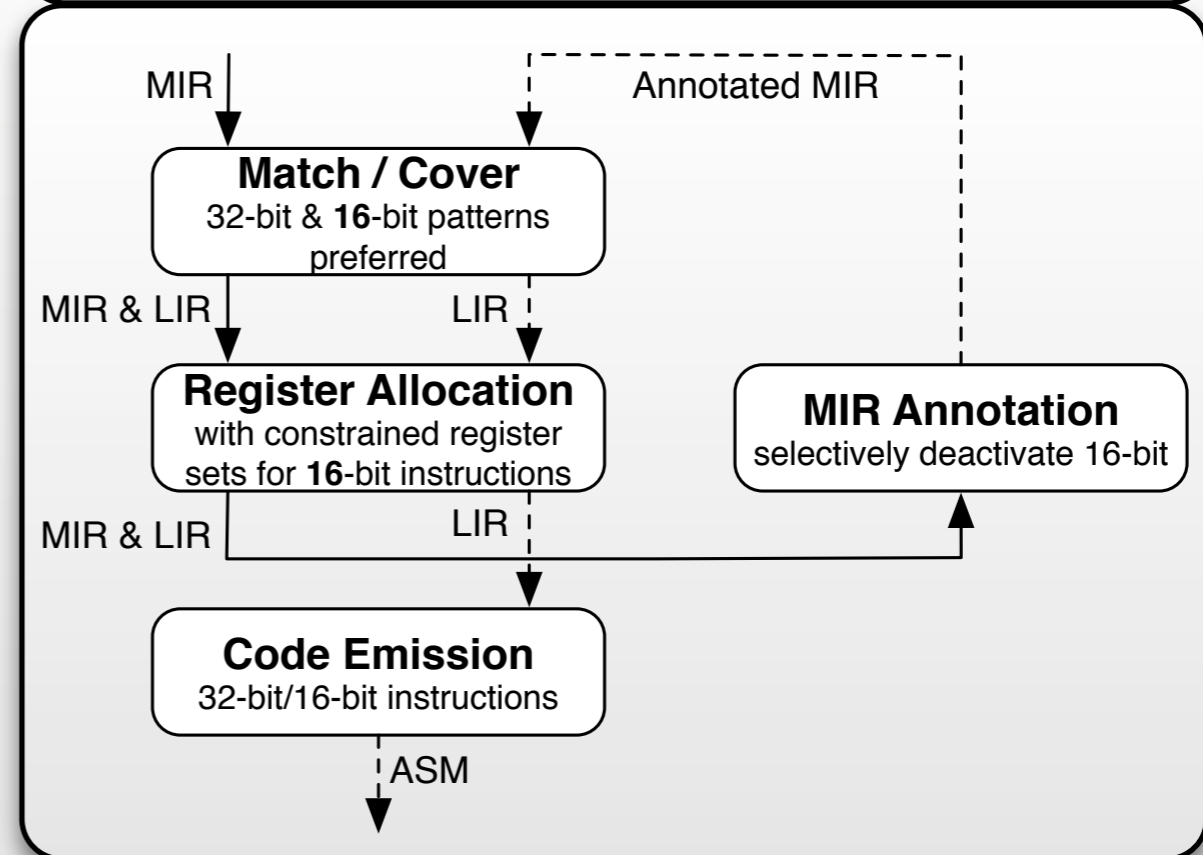 MIR
Annotated MIR
Match / Cover
32-bit & 16-bit patterns
preferred
MIR & LIR
LIR
Register Allocation
with constrained register
sets for 16-bit instructions
MIR Annotation
selectively deactivate 16-bit
MIR & LIR
LIR
Code Emission
32-bit/16-bit instructions
ASM